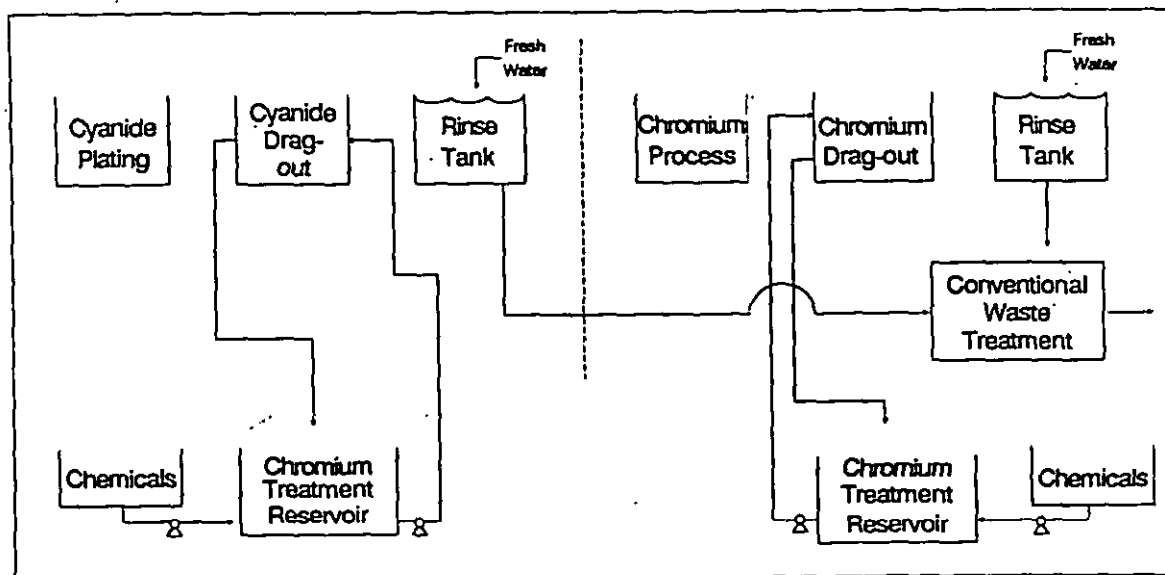 Fresh
Water
Cyanide
Plating
Cyanide
Drag-
out
Rinse
Tank
Fresh
Water
Chromium
Process
Chromium
Drag-out
Rinse
Tank
Conventional
Waste
Treatment
Chemicals
Chromium
Treatment
Reservoir
Chromium
Treatment
Reservoir
Chemicals